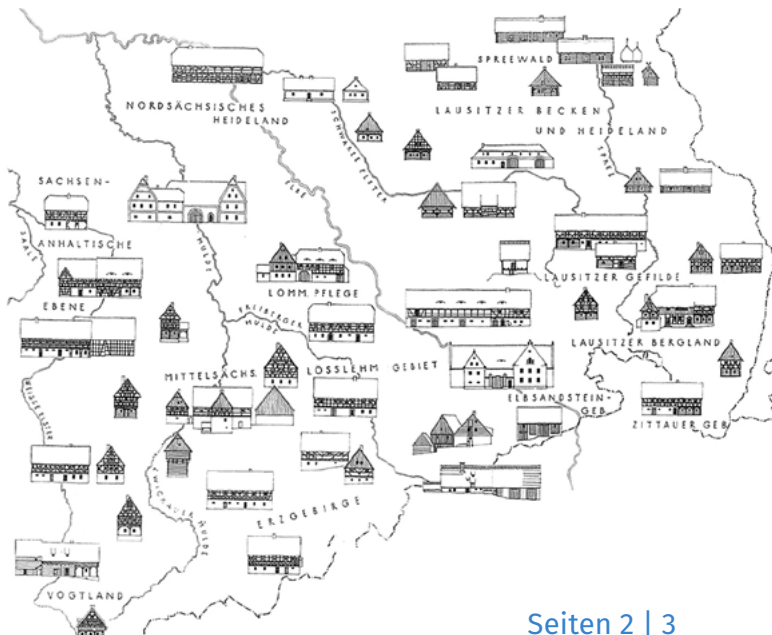 SPREEWALD
NORDSÄCHSISCHES
HEIDELAND
LAUSITZER BECKEN
UND HEIDELAND
SCHWARZE ELSTER
SPREE
ELBE
SACHSEN-
ANHALTISCHE
EBENE
SAALE
MULDE
LOMM. PFLEGE
LAUSITZER GEFILDE
FREIBERGER
MULDE
LAUSITZER BERGLAND
MITTELSÄCHS.
LÖSSLEHM-GEBIET
ELBSANDSTEIN-
GEB.
ZITTAUER GEB.
WEISSE ELSTER
ZWICKAUER MULDE
ERZGEBIRGE
VOGTLAND
Seiten 2 | 3